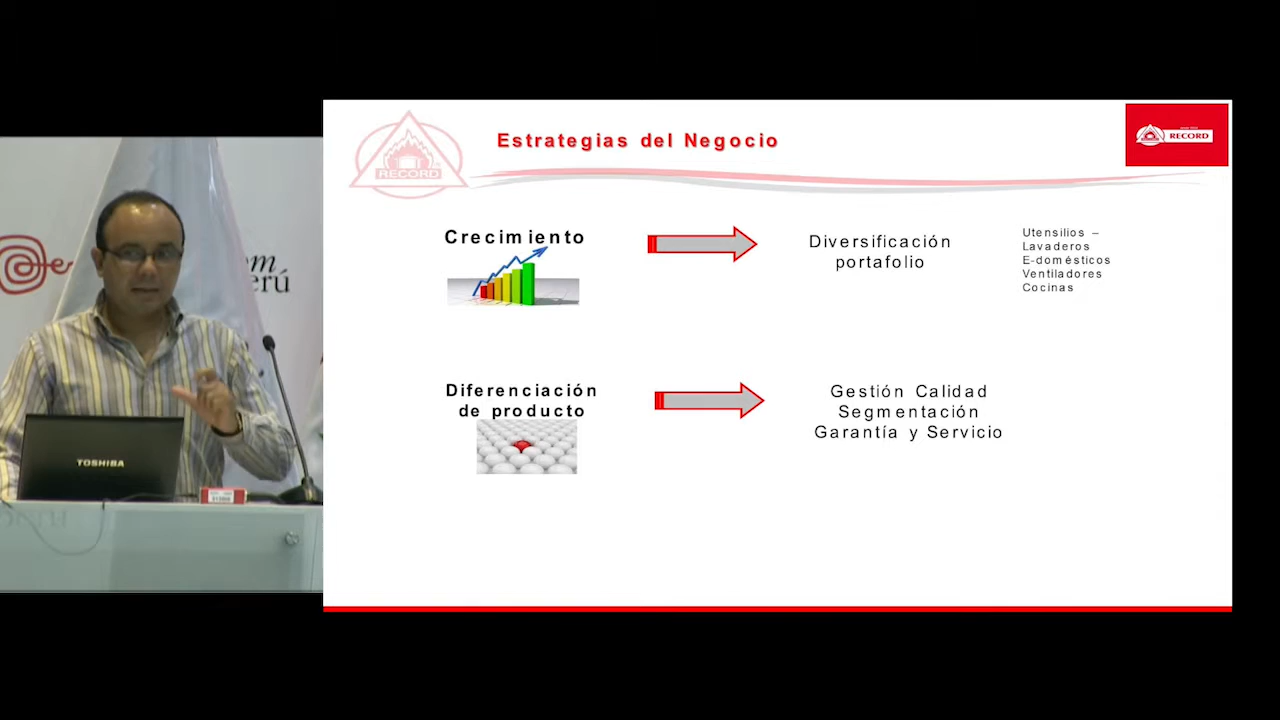 Estrategias del Negocio
RECORD
RECORD
Crecimiento
Diversificación
portafolio
Utensilios –
Lavaderos
E-domésticos
Ventiladores
Cocinas
Diferenciación
de producto
Gestión Calidad
Segmentación
Garantía y Servicio
TOSHIBA